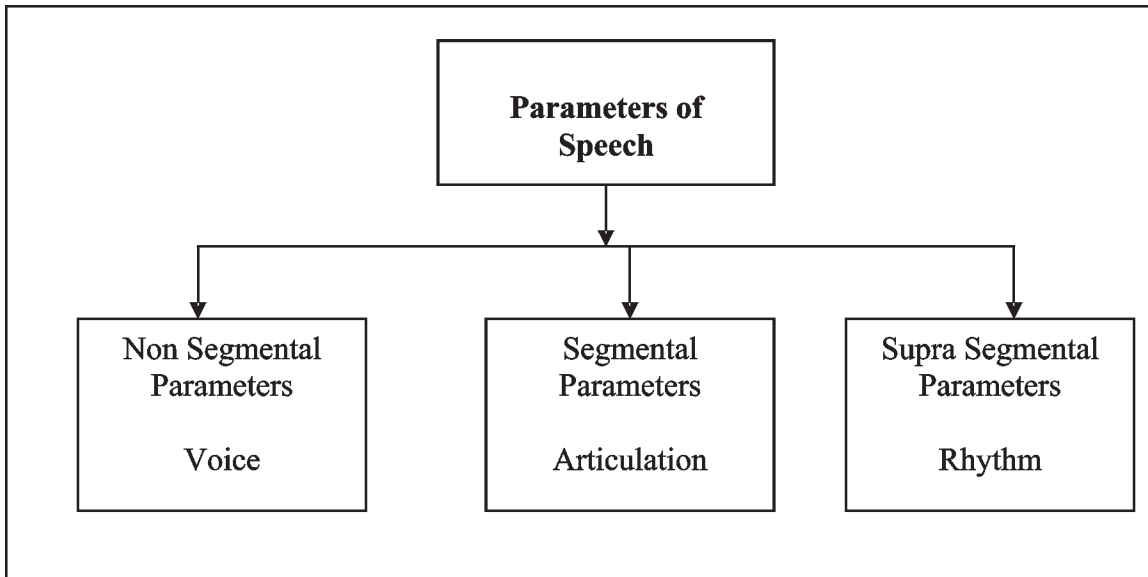 Parameters of
Speech
Non Segmental
Parameters
Voice
Segmental
Parameters
Articulation
Supra Segmental
Parameters
Rhythm